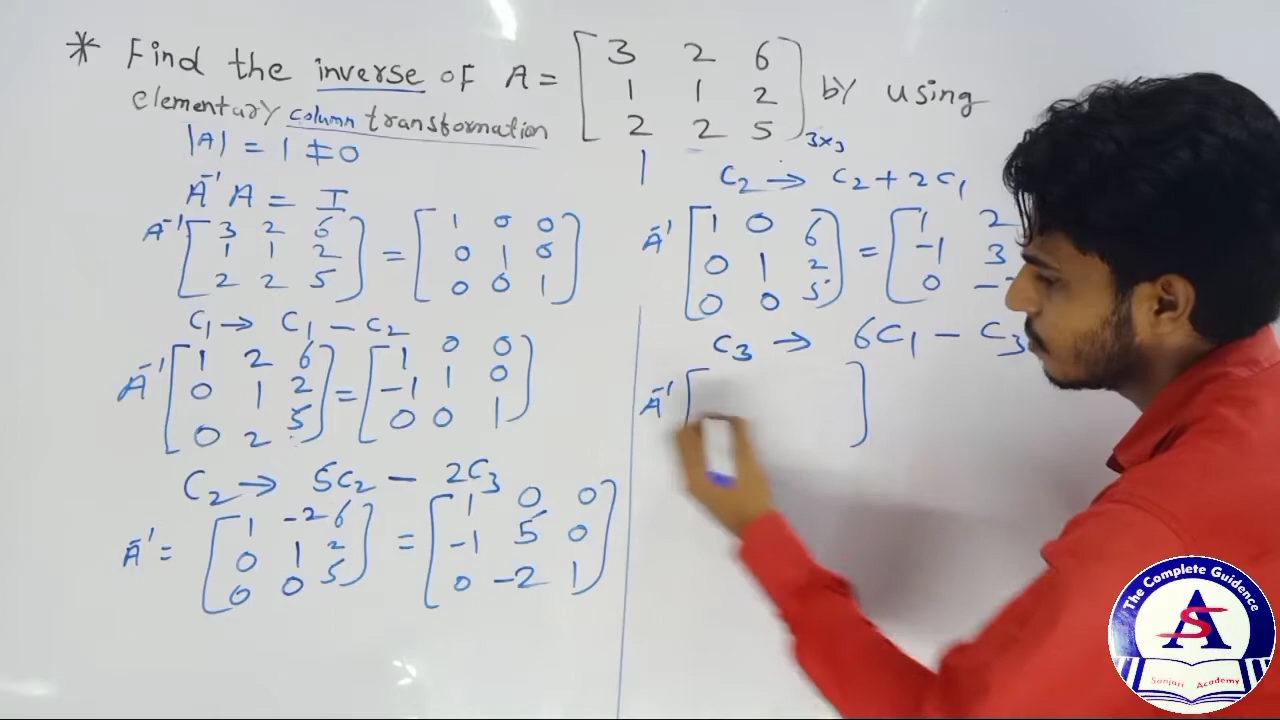 * Find the inverse of A = [3 2 6
1 1 2
2 2 5]3×3 by using
elementary column transformation
|A| = 1 ≠ 0
A⁻¹ A = I
A⁻¹ [3 2 6
1 1 2
2 2 5] = [1 0 0
0 1 0
0 0 1]
C₁ → C₁ – C₂
A⁻¹ [1 2 6
0 1 2
0 2 5] = [1 0 0
-1 1 0
0 0 1]
C₂ → 5C₂ – 2C₃
A⁻¹ = [1 -2 6
0 1 2
0 0 5] = [1 0 0
-1 5 0
0 -2 1]
1
C₂ → C₂ + 2C₁
A⁻¹ [1 0 6
0 1 2
0 0 5] = [1 2
-1 3
0 -
C₃ → 6C₁ – C₃
A⁻¹ [ ]
The Complete Guidence
SA
Sanjari Academy